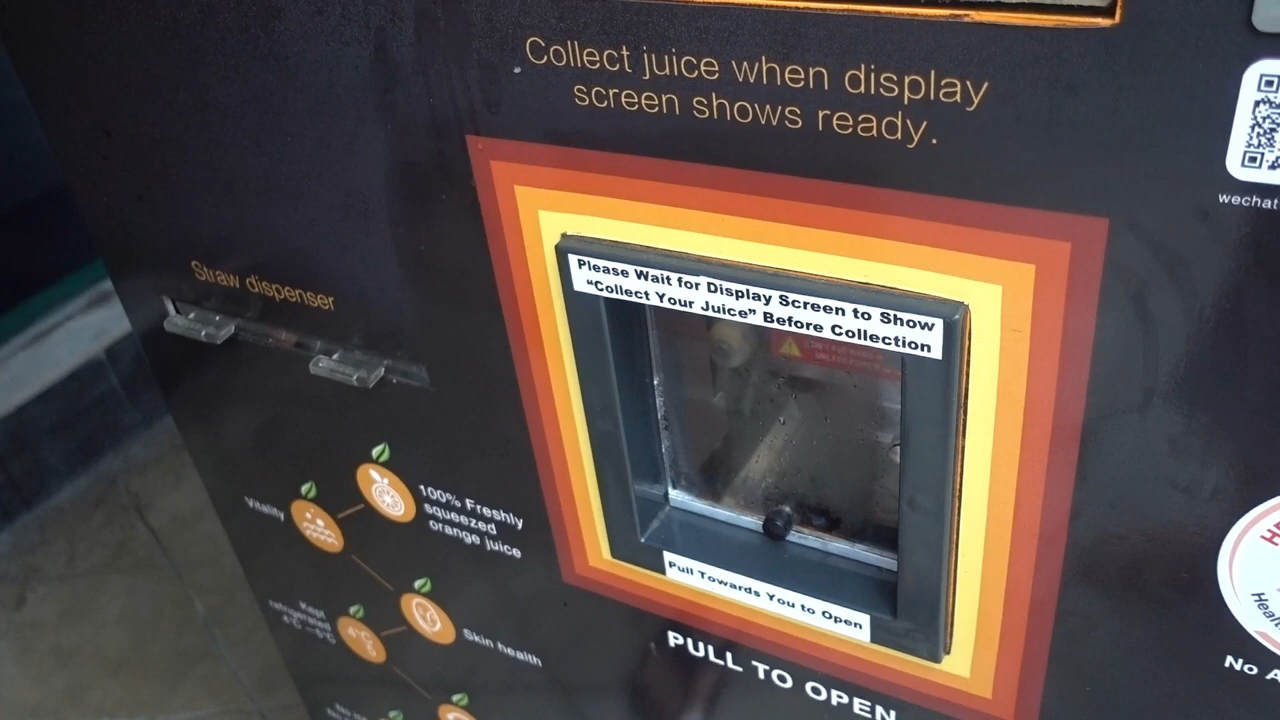 Collect juice when display
screen shows ready.
wechat
Straw dispenser
Please Wait for Display Screen to Show
“Collect Your Juice” Before Collection
Vitality
100% Freshly
squeezed
orange juice
Kept
refrigerated
4°C -5°C
4°C
Skin health
Pull Towards You to Open
PULL TO OPEN
No